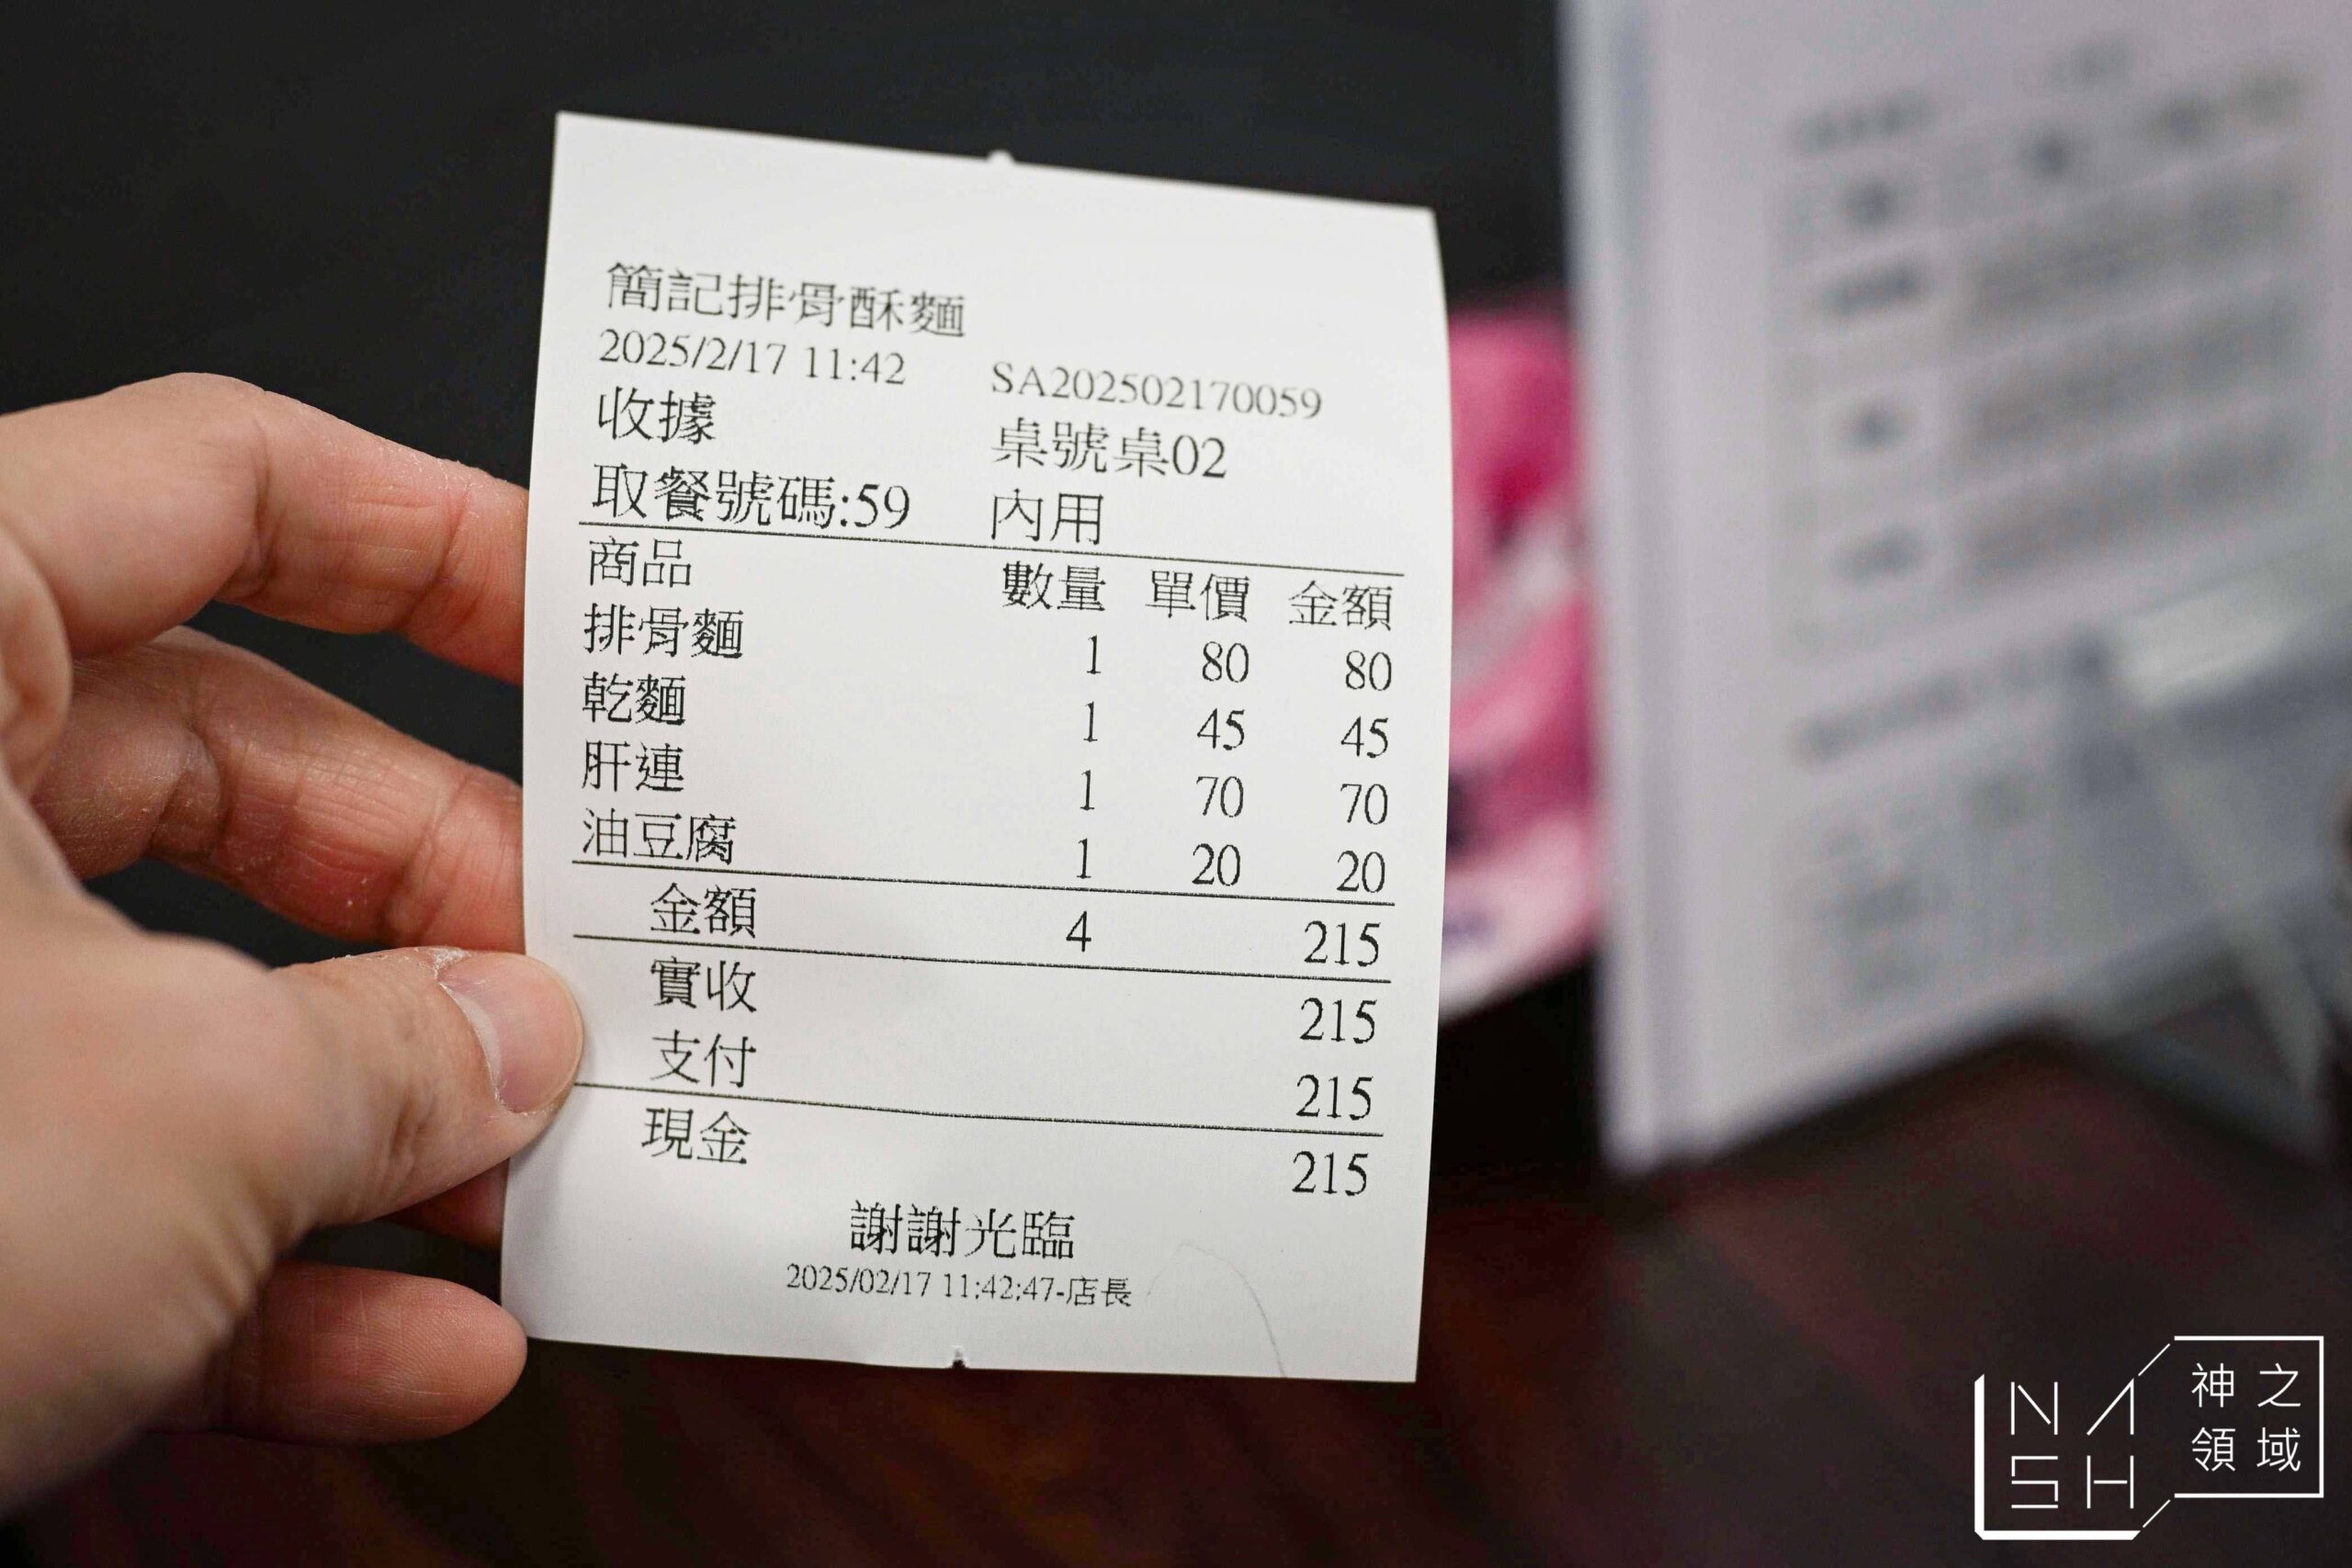 簡記排骨酥麵
2025/2/17 11:42 SA202502170059
收據 桌號桌02
取餐號碼:59 內用
商品 數量 單價 金額
排骨麵 1 80 80
乾麵 1 45 45
肝連 1 70 70
油豆腐 1 20 20
金額 4 215
實收 215
支付 215
現金 215
謝謝光臨
2025/02/17 11:42:47-店長
NASH 神之領域